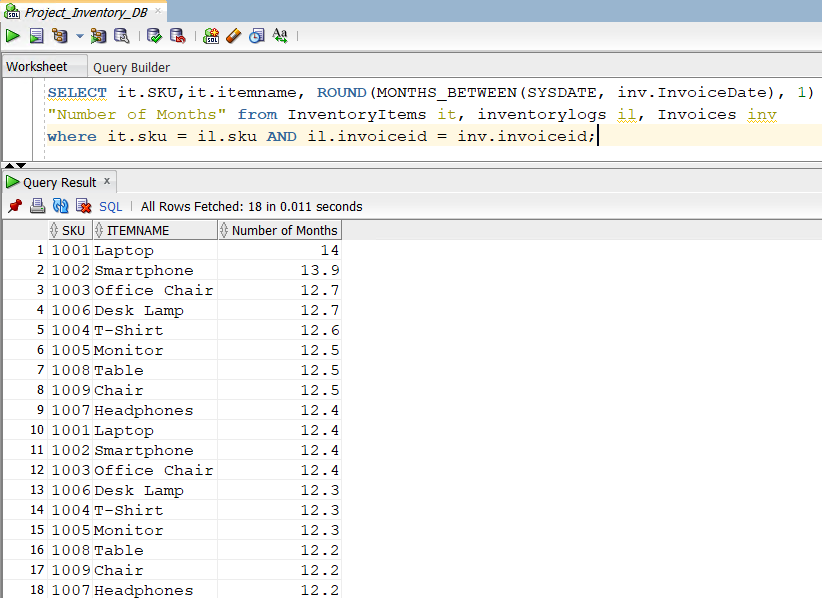 Project_Inventory_DB
Worksheet Query Builder
SELECT it.SKU,it.itemname, ROUND(MONTHS_BETWEEN(SYSDATE, inv.InvoiceDate), 1)
"Number of Months" from InventoryItems it, inventorylogs il, Invoices inv
where it.sku = il.sku AND il.invoiceid = inv.invoiceid;
Query Result
SQL | All Rows Fetched: 18 in 0.011 seconds
SKU ITEMNAME Number of Months
1 1001 Laptop 14
2 1002 Smartphone 13.9
3 1003 Office Chair 12.7
4 1006 Desk Lamp 12.7
5 1004 T-Shirt 12.6
6 1005 Monitor 12.5
7 1008 Table 12.5
8 1009 Chair 12.5
9 1007 Headphones 12.4
10 1001 Laptop 12.4
11 1002 Smartphone 12.4
12 1003 Office Chair 12.4
13 1006 Desk Lamp 12.3
14 1004 T-Shirt 12.3
15 1005 Monitor 12.3
16 1008 Table 12.2
17 1009 Chair 12.2
18 1007 Headphones 12.2